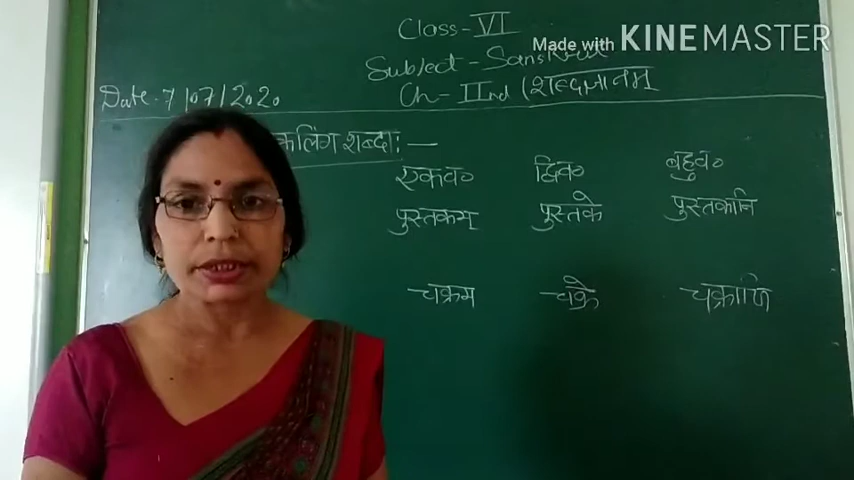 Class-VI
Made with KINEMASTER
Subject - Sanskrit
Date. 7/07/2020
Ch- IInd (शब्दज्ञानम्
कलिंग शब्दाः —
एकव० द्विव० बहुव०
पुस्तकम् पुस्तके पुस्तकानि
चक्रम चक्रे चक्राणि